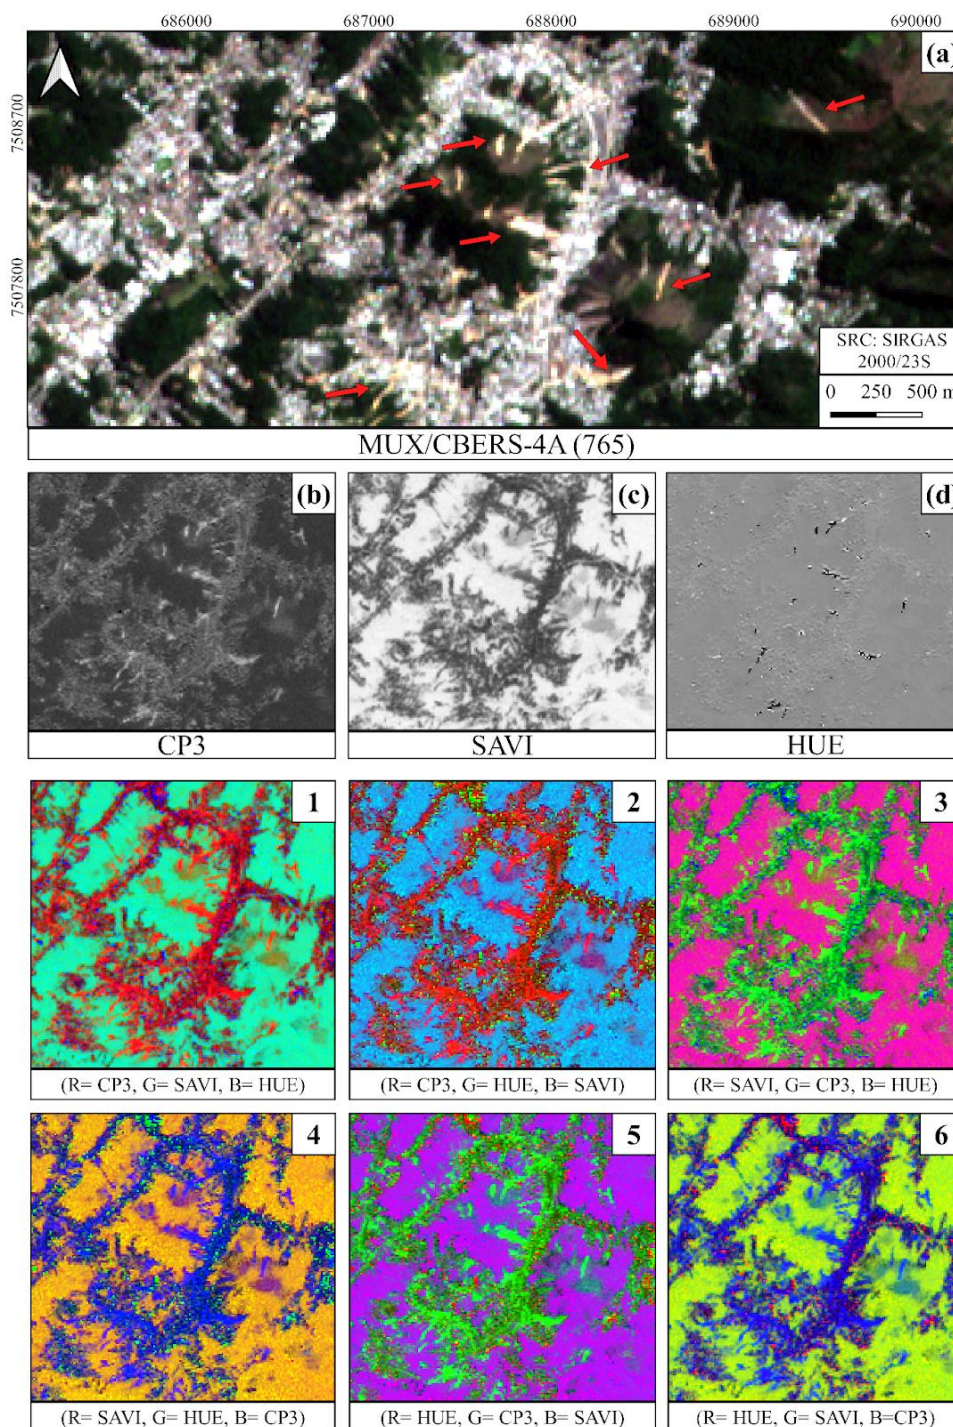 686000 687000 688000 689000 690000
(a)
7508700
7507800
SRC: SIRGAS
2000/23S
0 250 500 m
MUX/CBERS-4A (765)
(b) (c) (d)
CP3 SAVI HUE
1 2 3
(R= CP3, G= SAVI, B= HUE) (R= CP3, G= HUE, B= SAVI) (R= SAVI, G= CP3, B= HUE)
4 5 6
(R= SAVI, G= HUE, B= CP3) (R= HUE, G= CP3, B= SAVI) (R= HUE, G= SAVI, B=CP3)